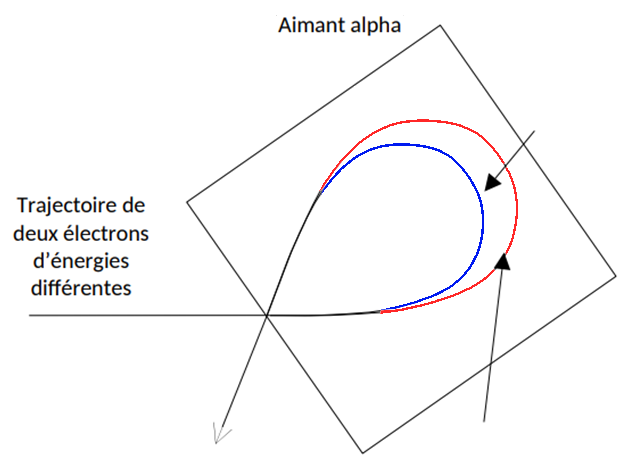 Aimant alpha
Trajectoire de
deux électrons
d’énergies
différentes